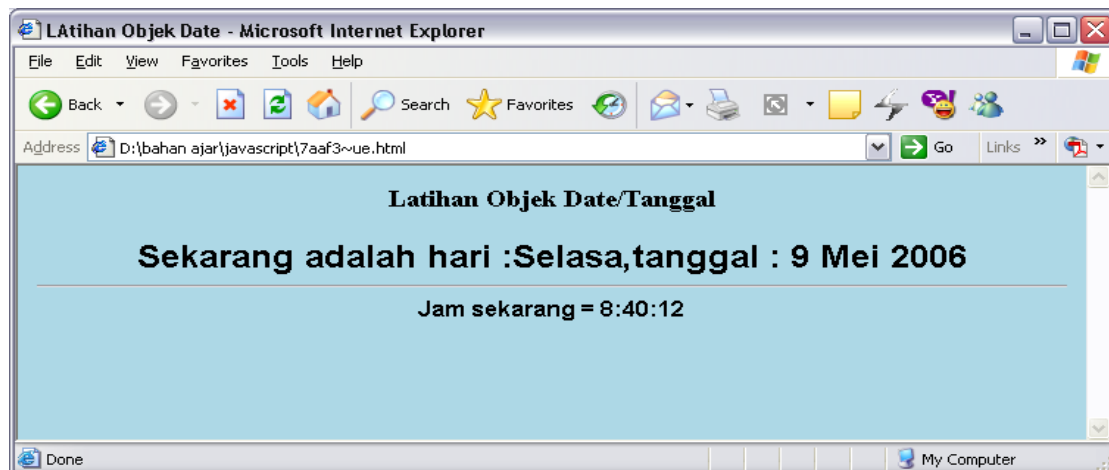 LAtihan Objek Date - Microsoft Internet Explorer
File Edit View Favorites Tools Help
Back Search Favorites
Address D:\bahan ajar\javascript\7aaf3~ue.html Go Links »
Latihan Objek Date/Tanggal
Sekarang adalah hari :Selasa,tanggal : 9 Mei 2006
Jam sekarang = 8:40:12
Done My Computer